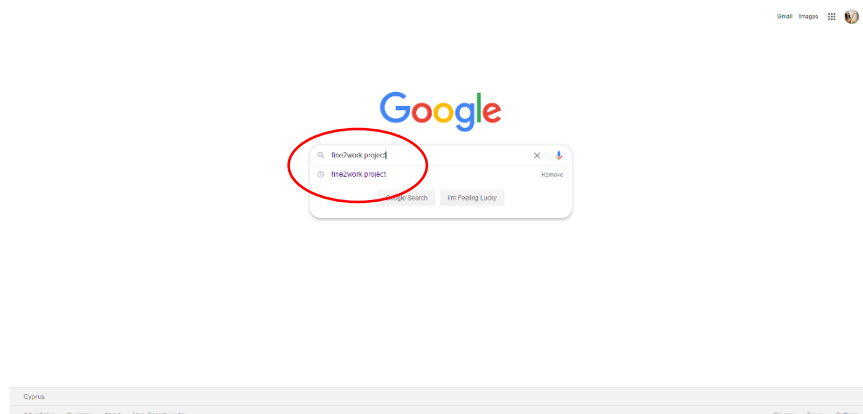 Gmail Images
Google
fine2work project
fine2work project Remove
Google Search I'm Feeling Lucky
Cyprus